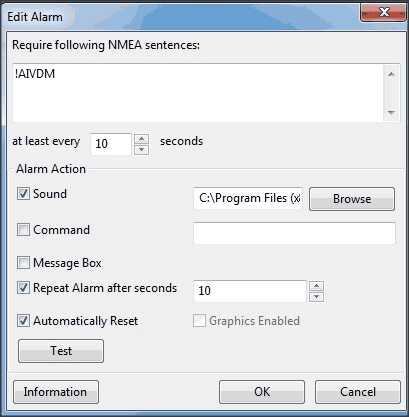 Edit Alarm
Require following NMEA sentences:
!AIVDM
at least every 10 seconds
Alarm Action
Sound C:\Program Files (x Browse
Command
Message Box
Repeat Alarm after seconds 10
Automatically Reset Graphics Enabled
Test
Information OK Cancel